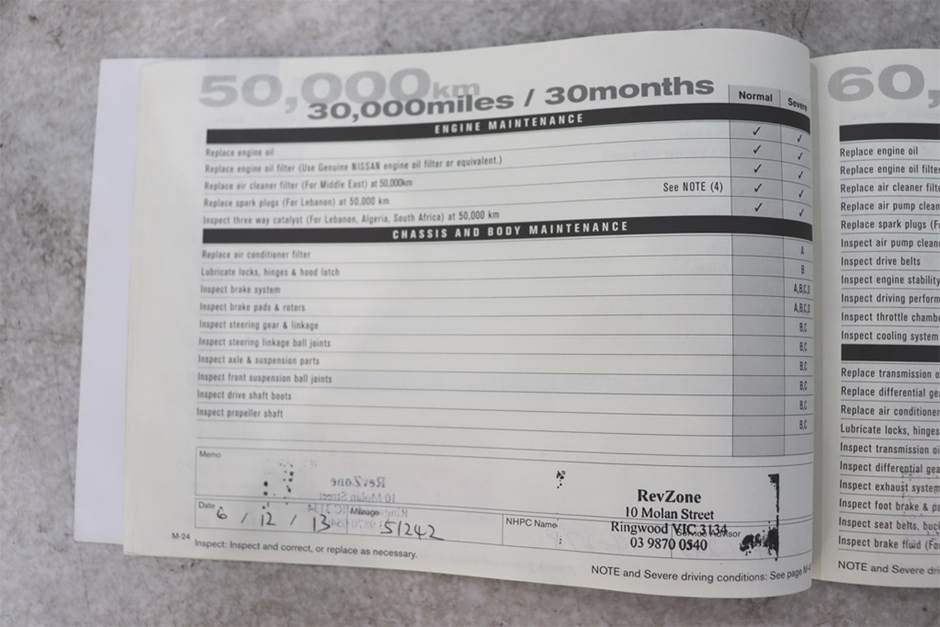 50,000km
30,000miles / 30months
Normal Severe
ENGINE MAINTENANCE
Replace engine oil ✓ ✓
Replace engine oil filter (Use Genuine NISSAN engine oil filter or equivalent.) ✓ ✓
Replace air cleaner filter (For Middle East) at 50,000km ✓ ✓
Replace spark plugs (For Lebanon) at 50,000 km See NOTE (4) ✓ ✓
Inspect three way catalyst (For Lebanon, Algeria, South Africa) at 50,000 km ✓ ✓
CHASSIS AND BODY MAINTENANCE
Replace air conditioner filter A
Lubricate locks, hinges & hood latch B
Inspect brake system A,B,C,D
Inspect brake pads & rotors A,B,C,D
Inspect steering gear & linkage B,C
Inspect steering linkage ball joints B,C
Inspect axle & suspension parts B,C
Inspect front suspension ball joints B,C
Inspect drive shaft boots B,C
Inspect propeller shaft B,C
Memo
Date 6 / 12 / 13 Mileage 51242
NHPC Name
Service Advisor
RevZone
10 Molan Street
Ringwood VIC 3134
03 9870 0540
M-24 Inspect: Inspect and correct, or replace as necessary.
NOTE and Severe driving conditions: See page M-
60,
Replace engine oil
Replace engine oil filte
Replace air cleaner filte
Replace air pump clean
Replace spark plugs (F
Inspect air pump clean
Inspect drive belts
Inspect engine stability
Inspect driving perform
Inspect throttle chambe
Inspect cooling system
Replace transmission o
Replace differential gea
Replace air conditioner
Lubricate locks, hinges
Inspect transmission oi
Inspect differential gea
Inspect exhaust system
Inspect foot brake & pa
Inspect seat belts, buck
Inspect brake fluid (Fo
NOTE and Severe dri